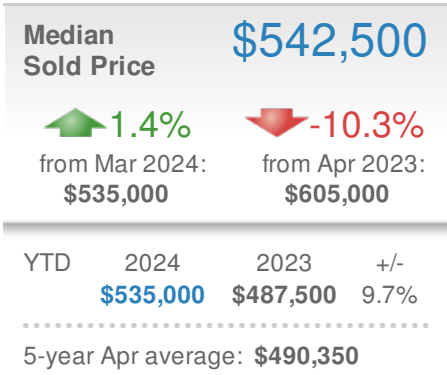 Median
Sold Price
$542,500
1.4%
-10.3%
from Mar 2024:
from Apr 2023:
$535,000
$605,000
YTD 2024 2023 +/-
$535,000 $487,500 9.7%
5-year Apr average: $490,350